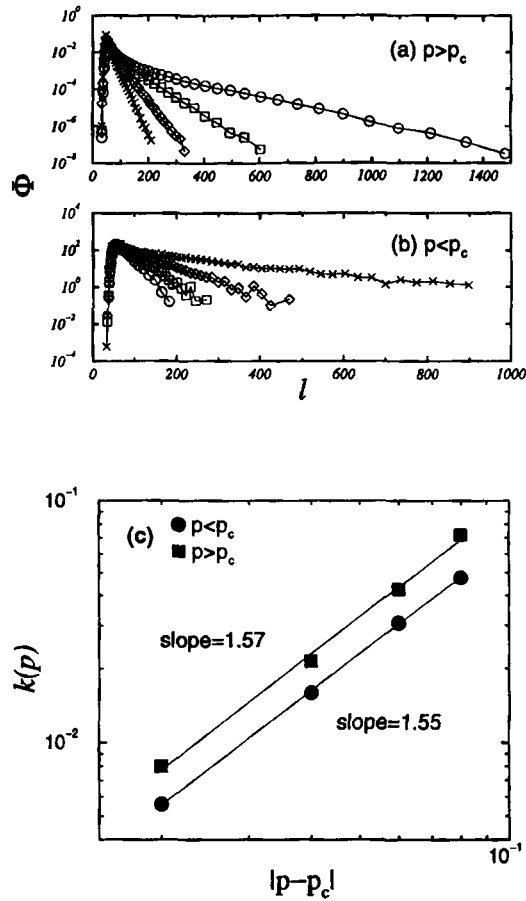 10⁰
10⁻²
10⁻⁴
10⁻⁶
10⁻⁸
(a) p>p_c
0 200 400 600 800 1000 1200 1400
Φ
10⁴
10²
10⁰
10⁻²
10⁻⁴
(b) p<p_c
0 200 400 600 800 1000
l
10⁻¹
(c)
p<p_c
p>p_c
slope=1.57
slope=1.55
k(p)
10⁻²
10⁻¹
|p−p_c|